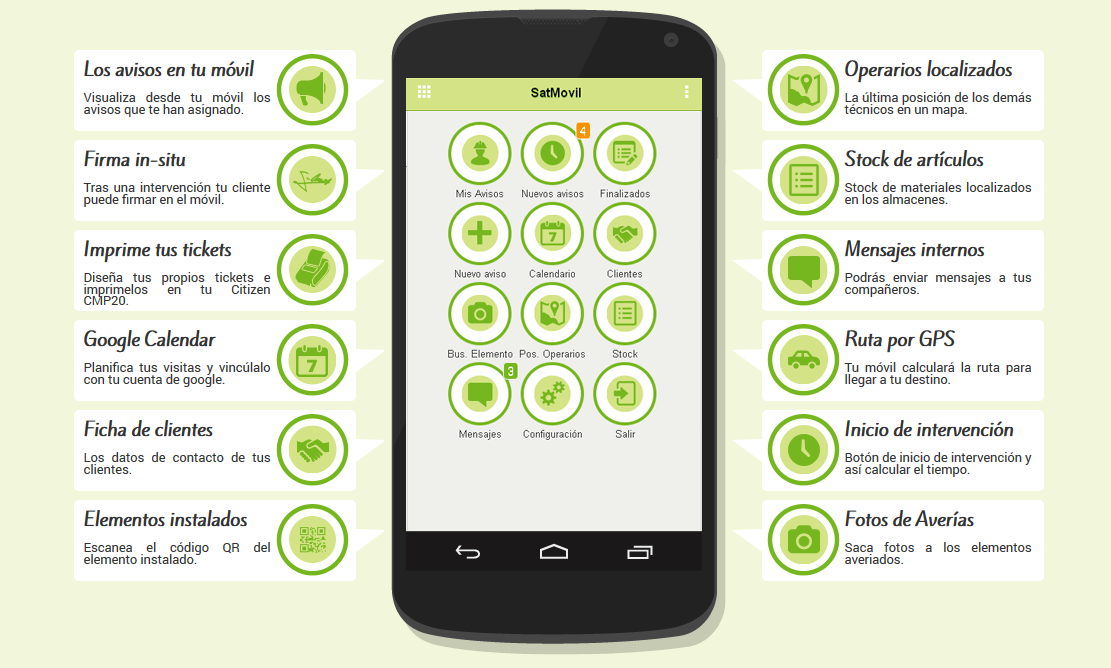 Los avisos en tu móvil
Visualiza desde tu móvil los
avisos que te han asignado.
Firma in-situ
Tras una intervención tu cliente
puede firmar en el móvil.
Imprime tus tickets
Diseña tus propios tickets e
imprimelos en tu Citizen
CMP20.
Google Calendar
Planifica tus visitas y vincúlalo
con tu cuenta de google.
7
Ficha de clientes
Los datos de contacto de tus
clientes.
Elementos instalados
Escanea el código QR del
elemento instalado.
SatMovil
4
Mis Avisos Nuevos avisos Finalizados
7
Nuevo aviso Calendario Clientes
Bus. Elemento Pos. Operarios Stock
3
Mensajes Configuración Salir
Operarios localizados
La última posición de los demás
técnicos en un mapa.
Stock de artículos
Stock de materiales localizados
en los almacenes.
Mensajes internos
Podrás enviar mensajes a tus
compañeros.
Ruta por GPS
Tu móvil calculará la ruta para
llegar a tu destino.
Inicio de intervención
Botón de inicio de intervención y
así calcular el tiempo.
Fotos de Averías
Saca fotos a los elementos
averiados.